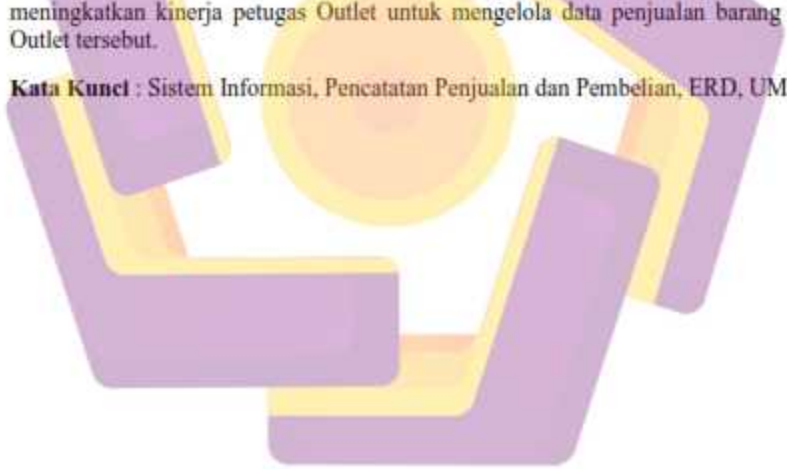 meningkatkan kinerja petugas Outlet untuk mengelola data penjualan barang
Outlet tersebut.
Kata Kunci : Sistem Informasi, Pencatatan Penjualan dan Pembelian, ERD, UM